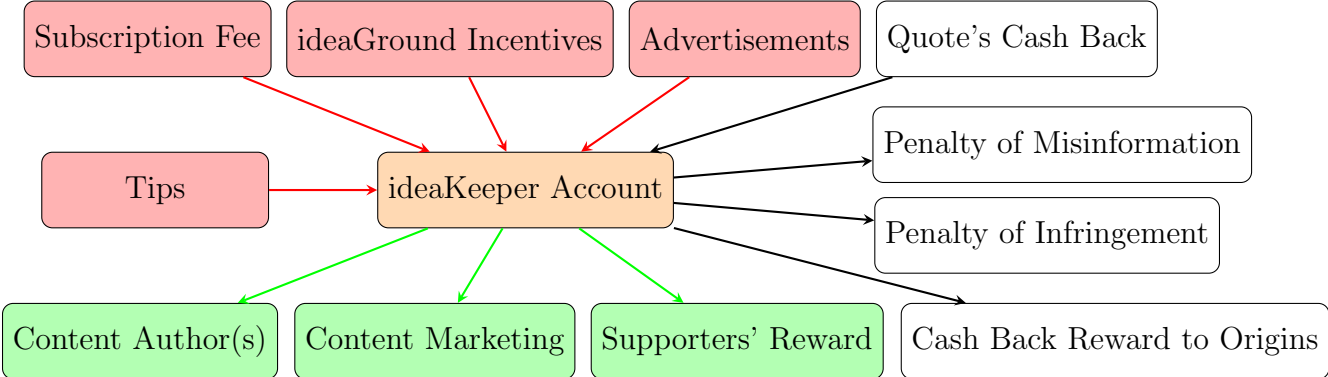 Subscription Fee
ideaGround Incentives
Advertisements
Quote's Cash Back
Penalty of Misinformation
Tips
ideaKeeper Account
Penalty of Infringement
Content Author(s)
Content Marketing
Supporters' Reward
Cash Back Reward to Origins